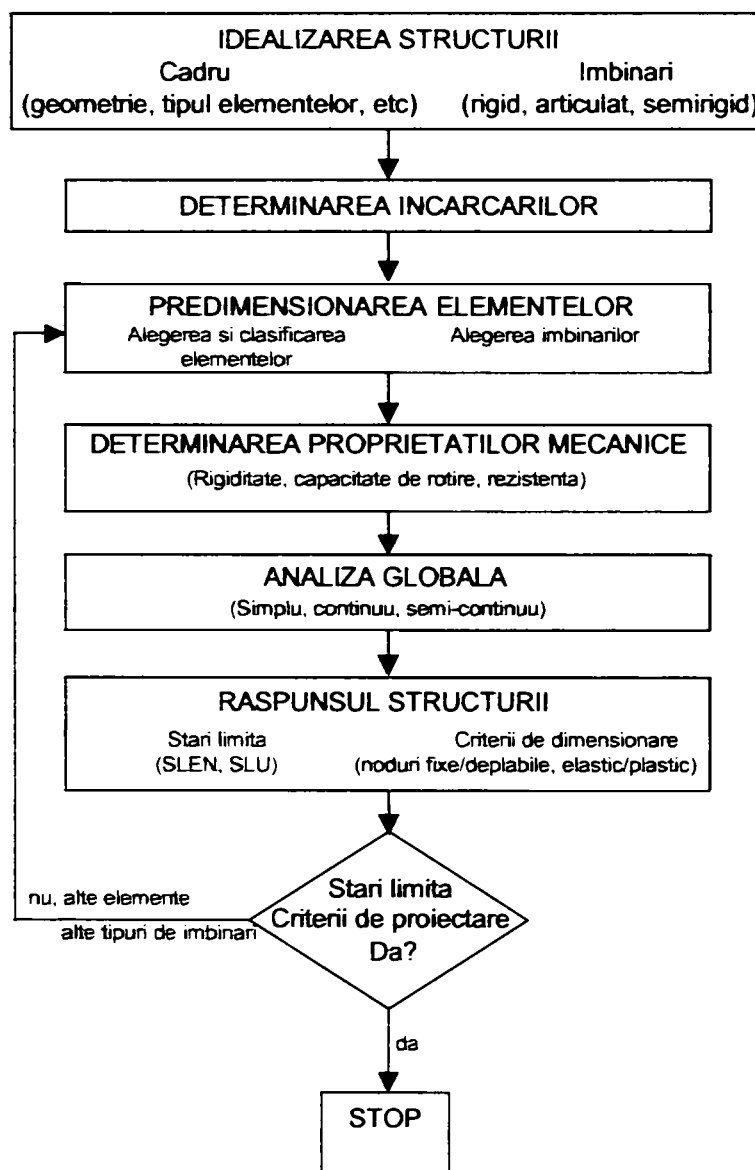 IDEALIZAREA STRUCTURII
Cadru Imbinari
(geometrie, tipul elementelor, etc) (rigid, articulat, semirigid)
DETERMINAREA INCARCARILOR
PREDIMENSIONAREA ELEMENTELOR
Alegerea si clasificarea Alegerea imbinarilor
elementelor
DETERMINAREA PROPRIETATILOR MECANICE
(Rigiditate, capacitate de rotire, rezistenta)
ANALIZA GLOBALA
(Simplu, continuu, semi-continuu)
RASPUNSUL STRUCTURII
Stari limita Criterii de dimensionare
(SLEN, SLU) (noduri fixe/deplabile, elastic/plastic)
Stari limita
Criterii de proiectare
Da?
nu, alte elemente
alte tipuri de imbinari
da
STOP